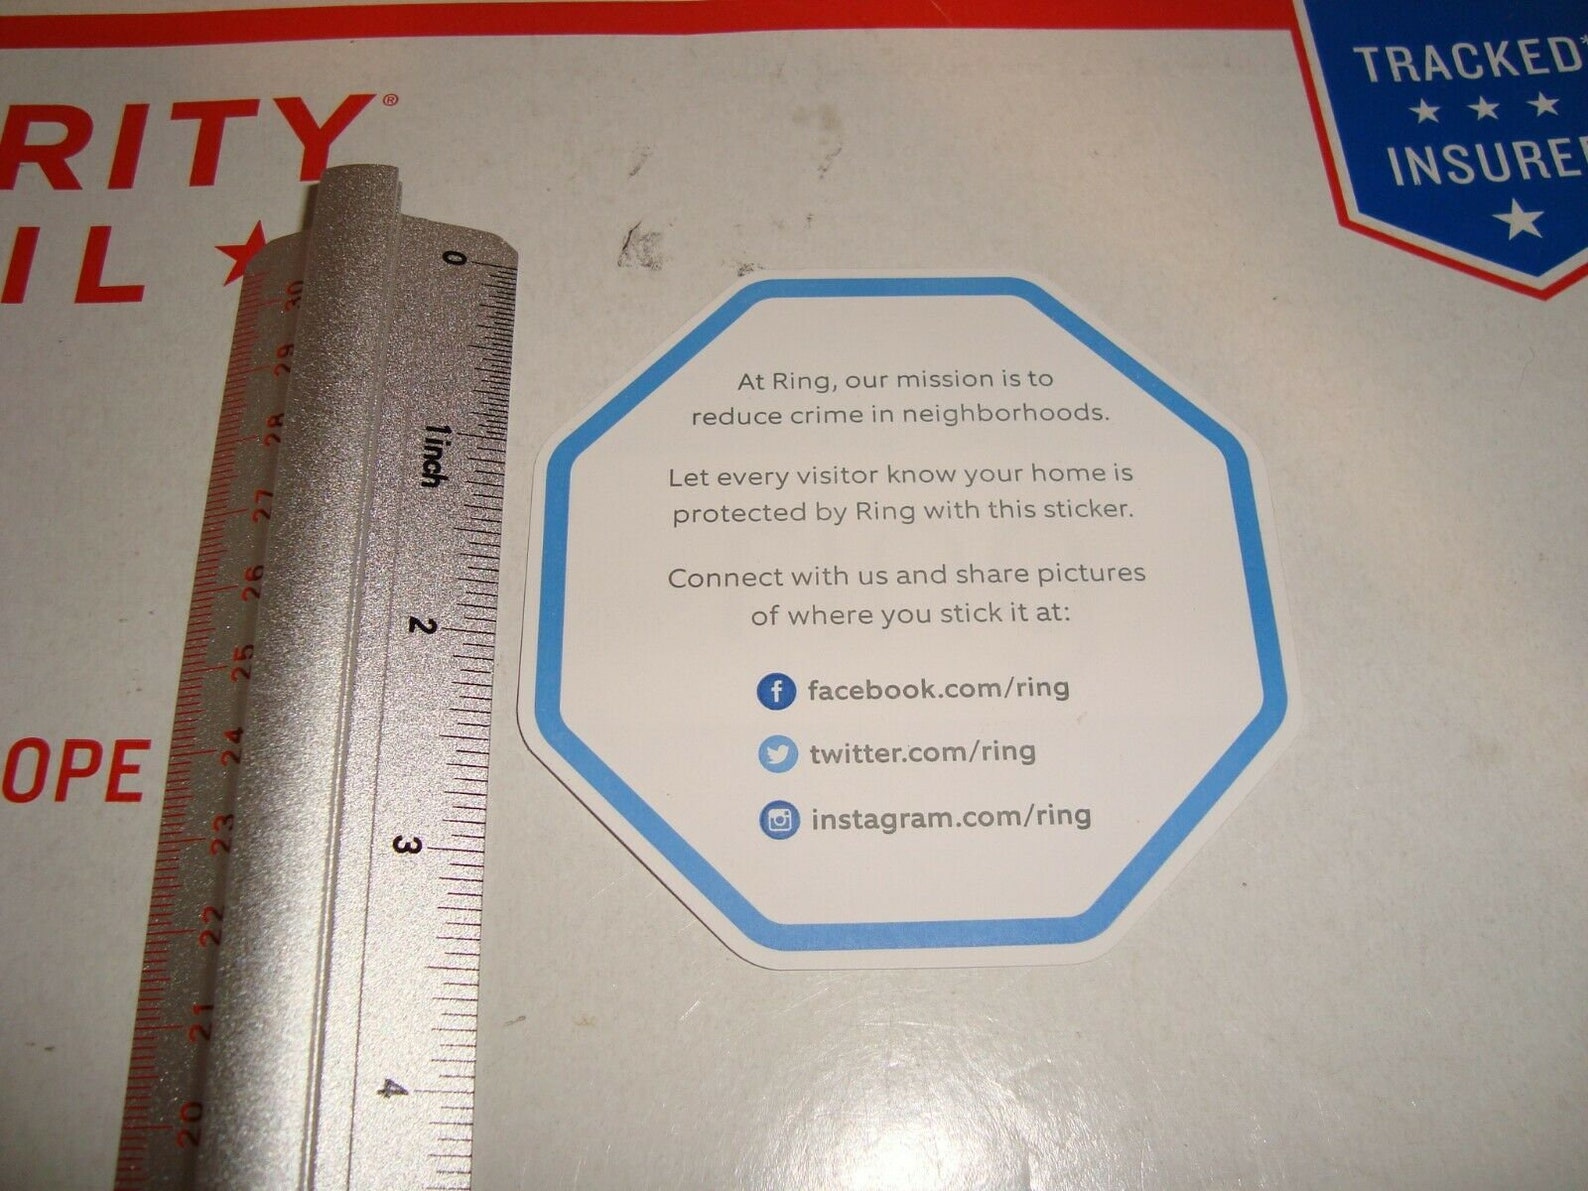 RITY®
IL
TRACKED
INSURE
OPE
0
1 inch
2
3
4
30
29
28
27
26
25
24
23
22
21
20
At Ring, our mission is to
reduce crime in neighborhoods.
Let every visitor know your home is
protected by Ring with this sticker.
Connect with us and share pictures
of where you stick it at:
facebook.com/ring
twitter.com/ring
instagram.com/ring